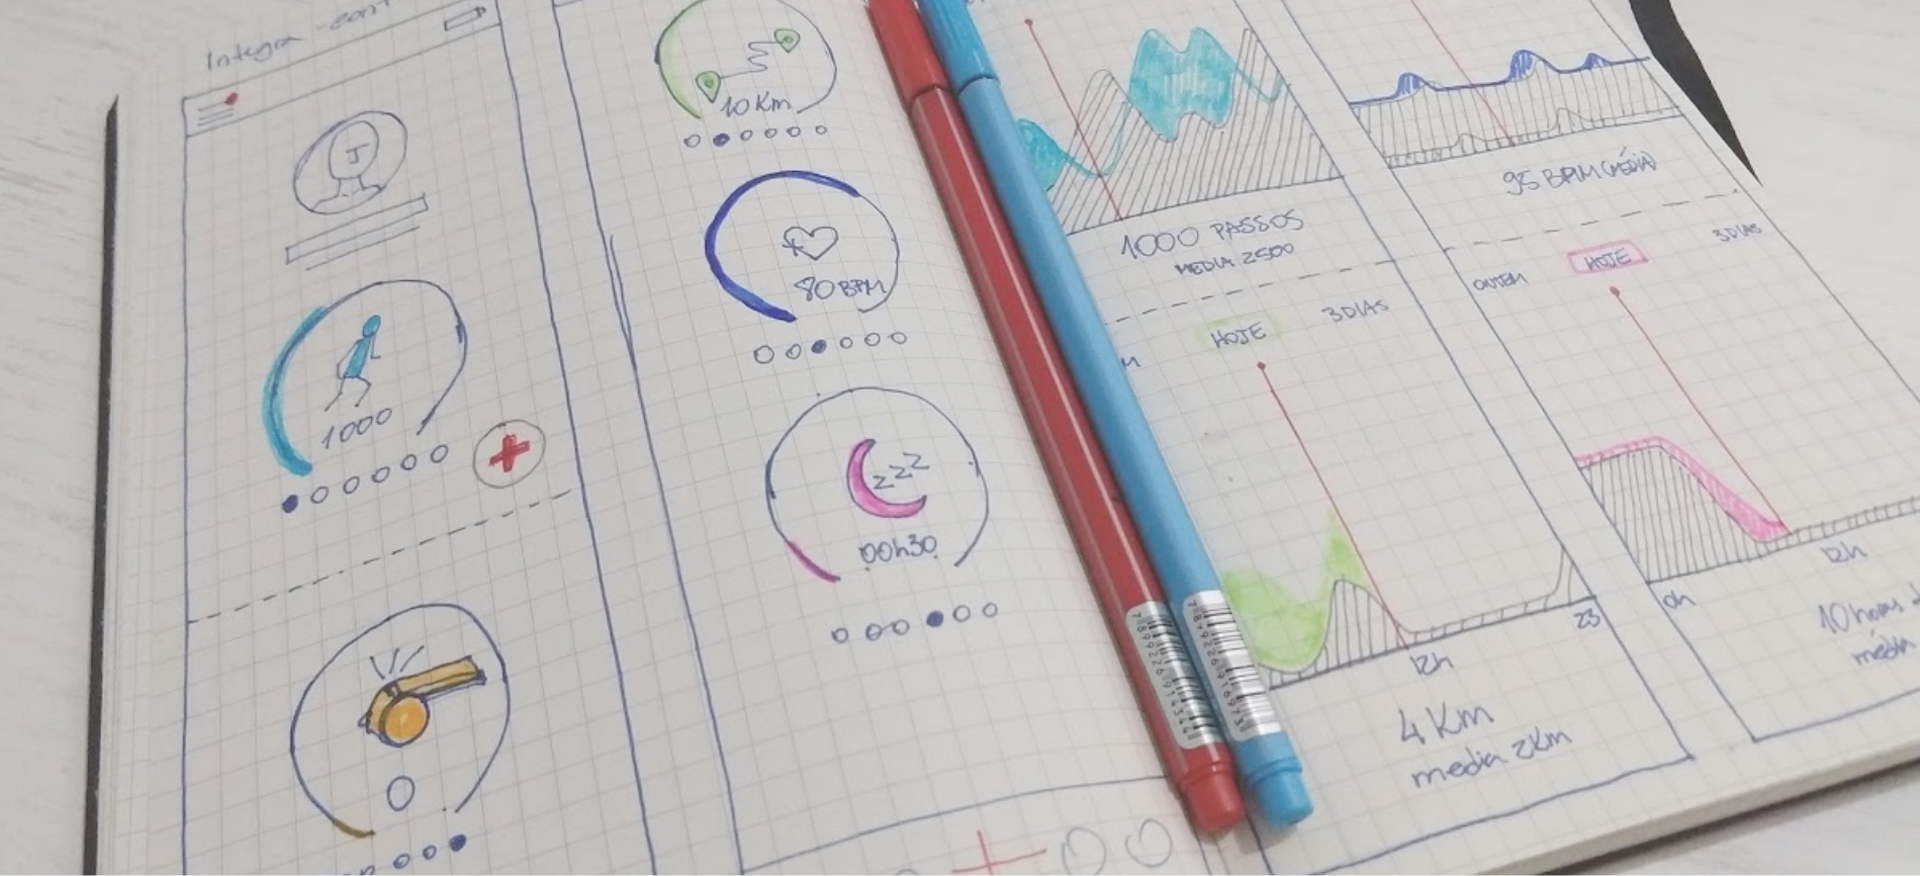 Integra
J
1000
0
10 Km
80 BPM
zzz
00h30
1000 PASSOS
MEDIA 2500
HOJE
3 DIAS
12h
23
4 Km
media 2Km
95 BPM (MÉDIA)
ONTEM
HOJE
3 DIAS
0h
12h
10 horas
média